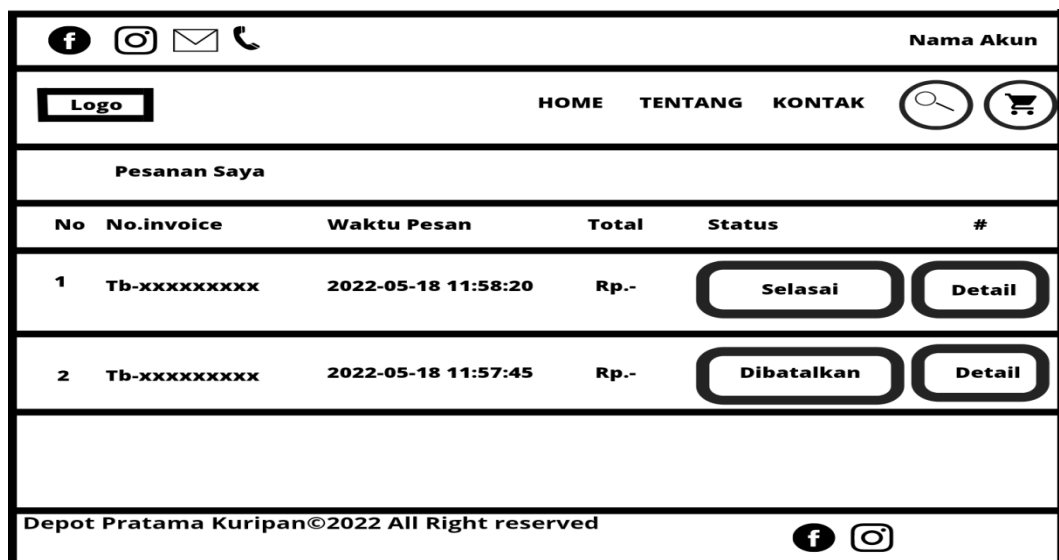 Nama Akun
Logo HOME TENTANG KONTAK
Pesanan Saya
No No.invoice Waktu Pesan Total Status #
1 Tb-xxxxxxxxx 2022-05-18 11:58:20 Rp.- Selasai Detail
2 Tb-xxxxxxxxx 2022-05-18 11:57:45 Rp.- Dibatalkan Detail
Depot Pratama Kuripan©2022 All Right reserved